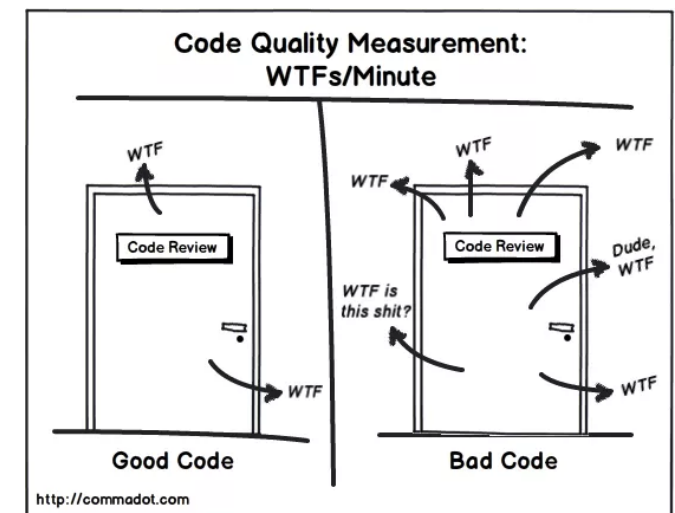 Code Quality Measurement:
WTFs/Minute
WTF
Code Review
WTF
Good Code
WTF
WTF
WTF
Code Review
Dude,
WTF
WTF is
this shit?
WTF
Bad Code
http://commadot.com